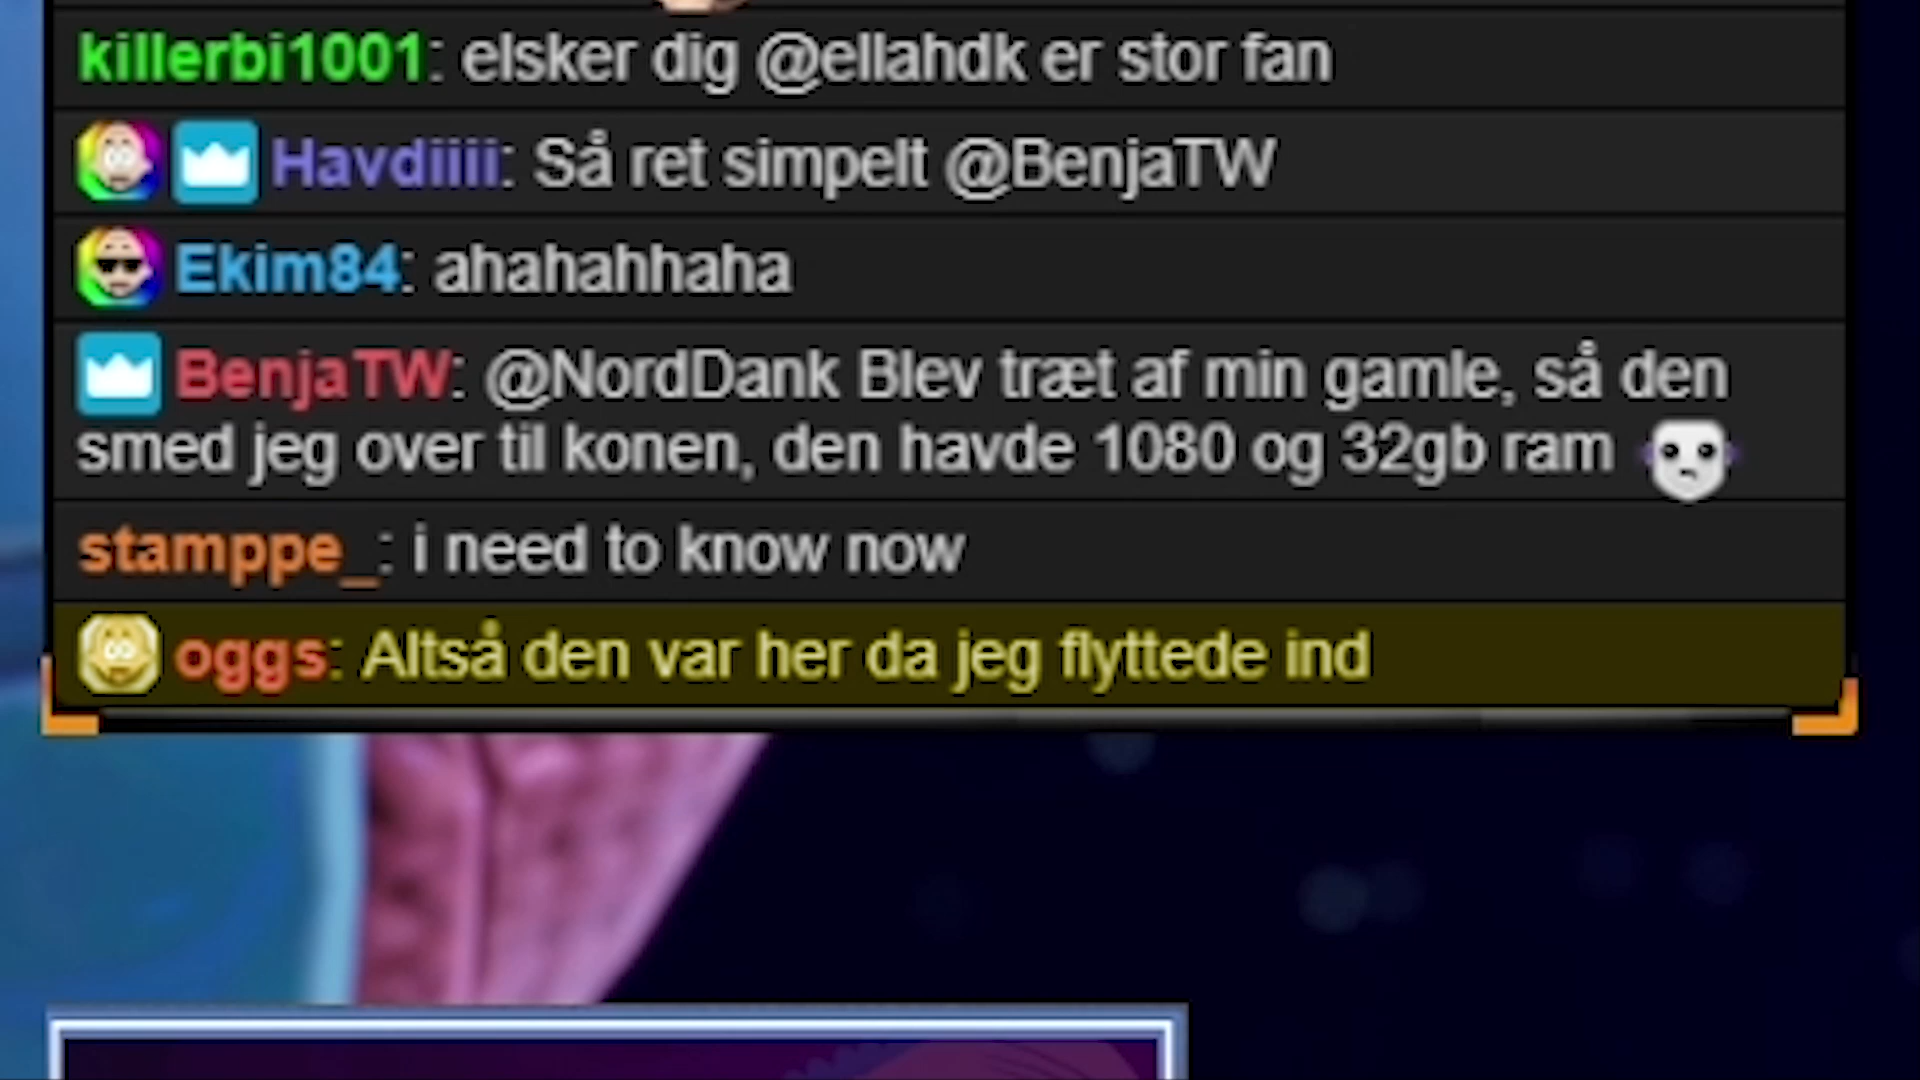 killerbi1001: elsker dig @ellahdk er stor fan
Havdiiii: Så ret simpelt @BenjaTW
Ekim84: ahahahhaha
BenjaTW: @NordDank Blev træt af min gamle, så den
smed jeg over til konen, den havde 1080 og 32gb ram
stamppe_: i need to know now
oggs: Altså den var her da jeg flyttede ind